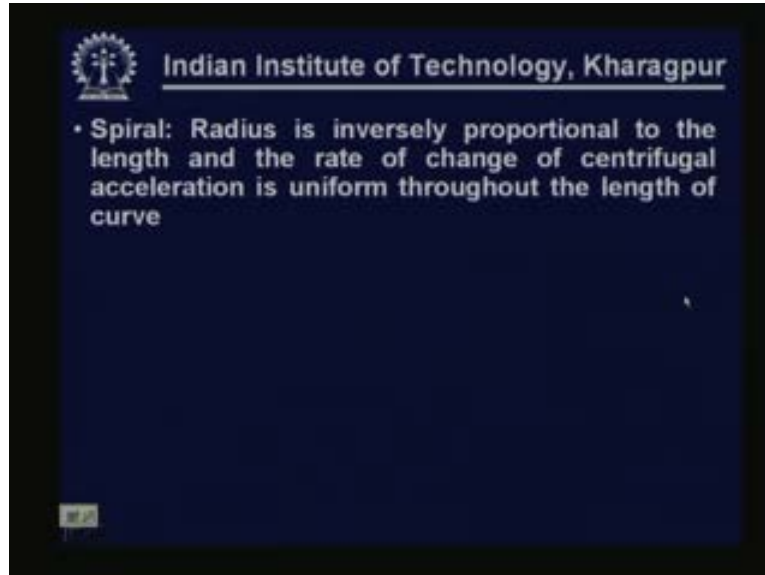 Indian Institute of Technology, Kharagpur
• Spiral: Radius is inversely proportional to the
length and the rate of change of centrifugal
acceleration is uniform throughout the length of
curve